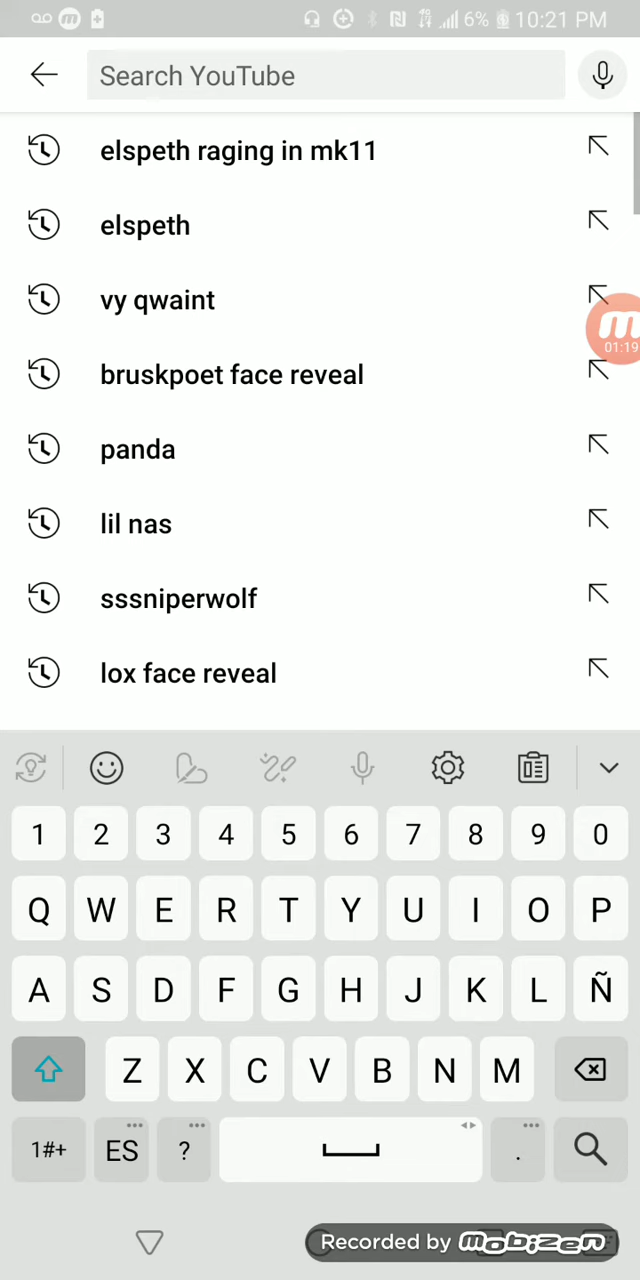 6% 10:21 PM
Search YouTube
elspeth raging in mk11
elspeth
vy qwaint
01:19
bruskpoet face reveal
panda
lil nas
sssniperwolf
lox face reveal
1 2 3 4 5 6 7 8 9 0
Q W E R T Y U I O P
A S D F G H J K L Ñ
Z X C V B N M
1#+ ES ? .
Recorded by mobizen